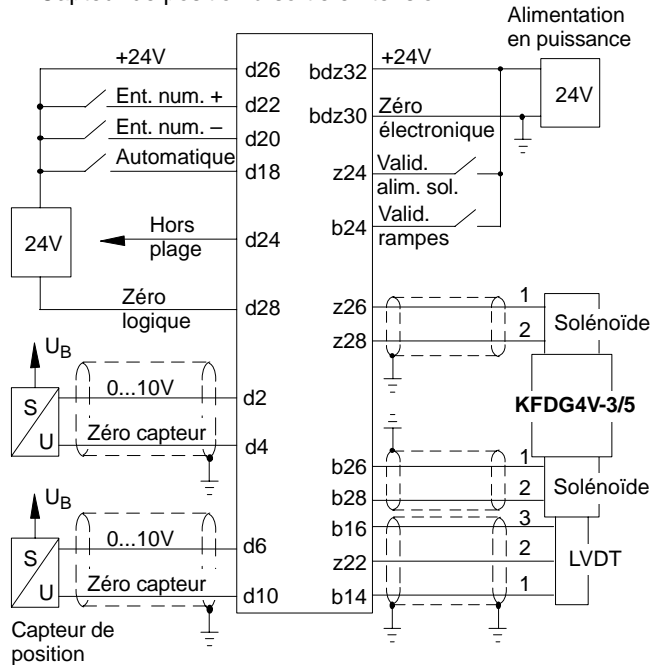 Alimentation
en puissance
+24V
d26
bdz32
+24V
24V
Ent. num. +
d22
bdz30
Zéro
électronique
Ent. num. –
d20
Automatique
d18
z24
Valid.
alim. sol.
b24
Valid.
rampes
24V
Hors
plage
d24
Zéro
logique
d28
z26
1
Solénoïde
z28
2
UB
S
U
0...10V
d2
Zéro capteur
d4
KFDG4V-3/5
b26
1
Solénoïde
b28
2
UB
S
U
0...10V
d6
Zéro capteur
d10
b16
3
z22
2
LVDT
b14
1
Capteur de
position